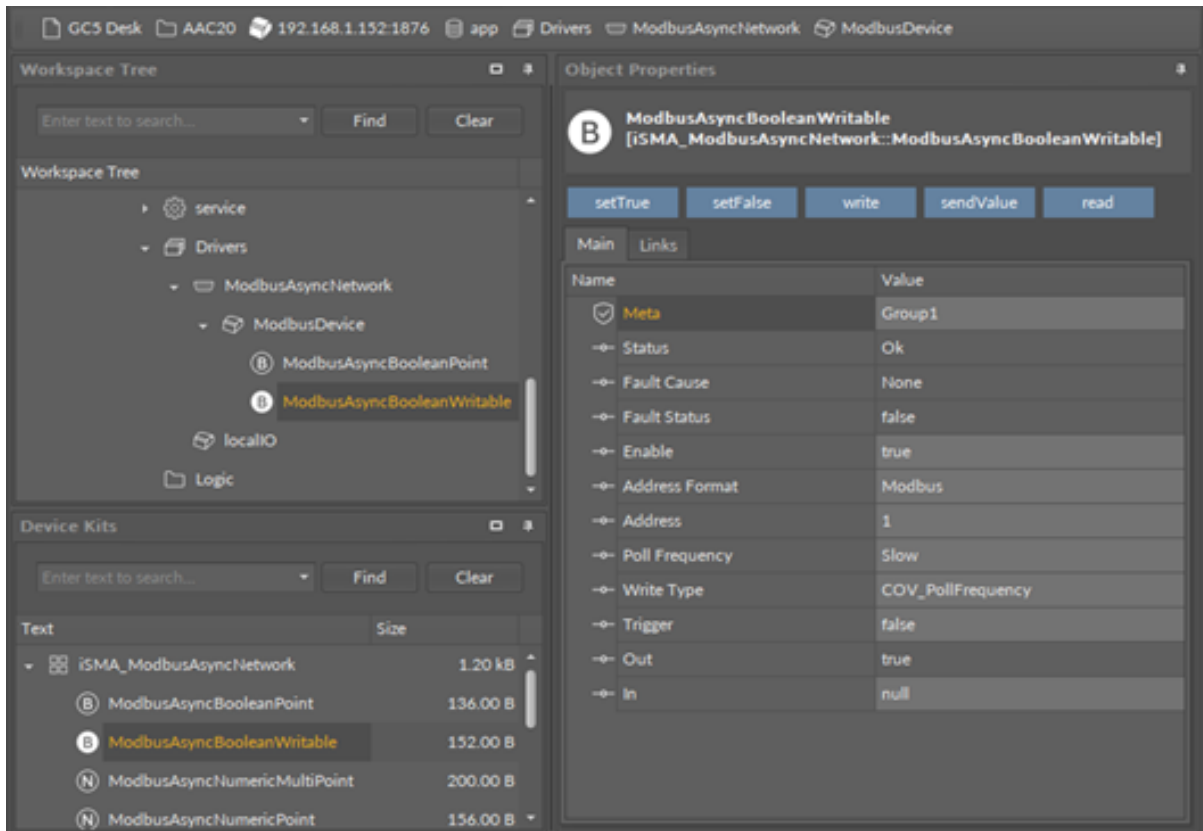 GC5 Desk AAC20 192.168.1.152:1876 app Drivers ModbusAsyncNetwork ModbusDevice
Workspace Tree
Enter text to search...
Find
Clear
Workspace Tree
service
Drivers
ModbusAsyncNetwork
ModbusDevice
B ModbusAsyncBooleanPoint
B ModbusAsyncBooleanWritable
localIO
Logic
Device Kits
Enter text to search...
Find
Clear
Text Size
iSMA_ModbusAsyncNetwork 1.20 kB
B ModbusAsyncBooleanPoint 136.00 B
B ModbusAsyncBooleanWritable 152.00 B
N ModbusAsyncNumericMultiPoint 200.00 B
N ModbusAsyncNumericPoint 156.00 B
Object Properties
B
ModbusAsyncBooleanWritable
[iSMA_ModbusAsyncNetwork::ModbusAsyncBooleanWritable]
setTrue setFalse write sendValue read
Main Links
Name Value
Meta Group1
Status Ok
Fault Cause None
Fault Status false
Enable true
Address Format Modbus
Address 1
Poll Frequency Slow
Write Type COV_PollFrequency
Trigger false
Out true
In null